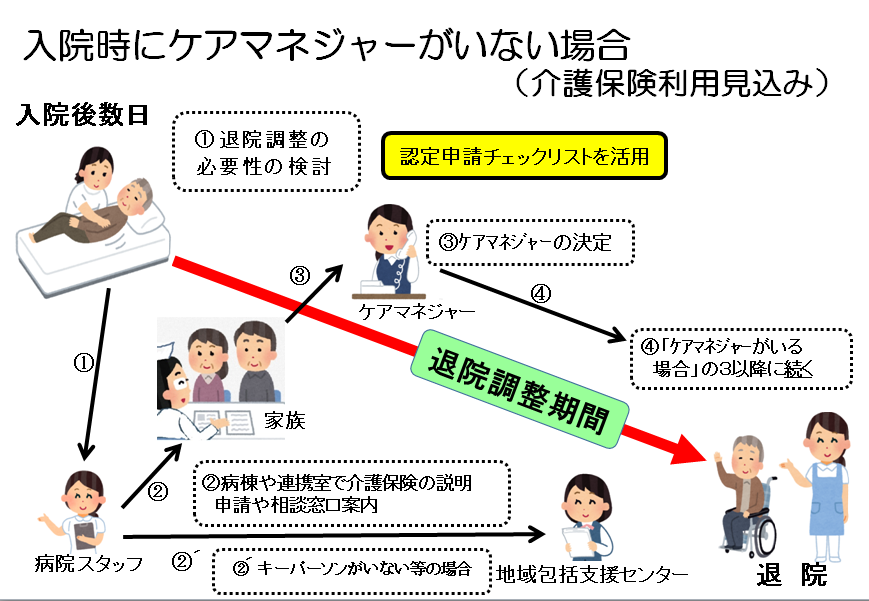 入院時にケアマネジャーがいない場合
（介護保険利用見込み）
入院後数日
①退院調整の
必要性の検討
認定申請チェックリストを活用
③ケアマネジャーの決定
③
④
ケアマネジャー
①
④「ケアマネジャーがいる
場合」の３以降に続く
退院調整期間
家族
②
②病棟や連携室で介護保険の説明
申請や相談窓口案内
病院スタッフ
②´
②´ キーパーソンがいない等の場合
地域包括支援センター
退 院